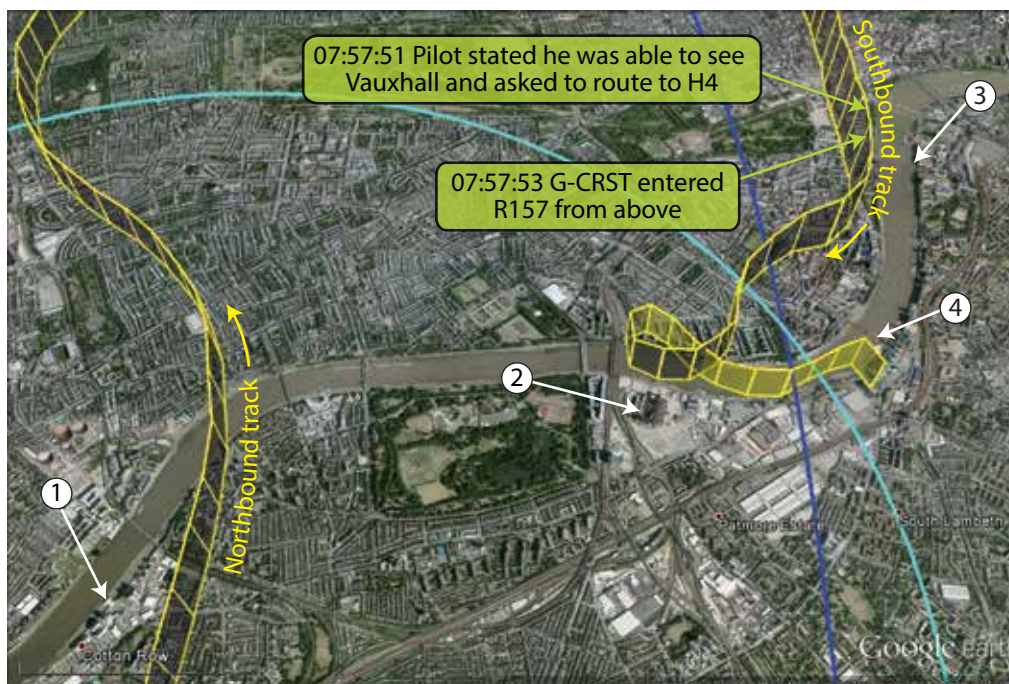 07:57:51 Pilot stated he was able to see
Vauxhall and asked to route to H4
Southbound track
3
07:57:53 G-CRST entered
R157 from above
4
2
Northbound track
1
Patmore Estate
South Lambeth
Cotton Row
Google earth